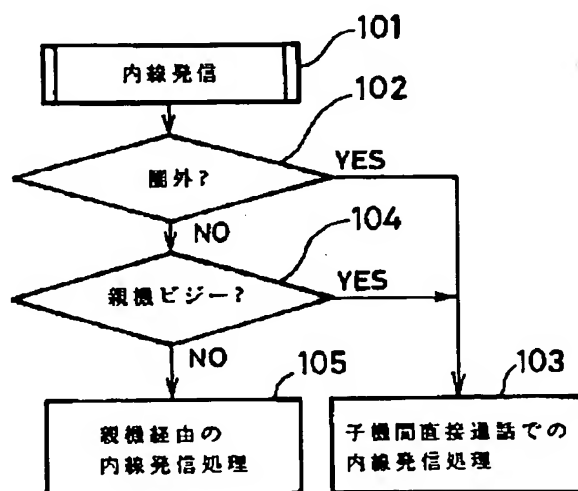 101
内線発信
102
圏外?
YES
NO
104
親機ビジー?
YES
NO
105
親機経由の
内線発信処理
103
子機間直接通話での
内線発信処理